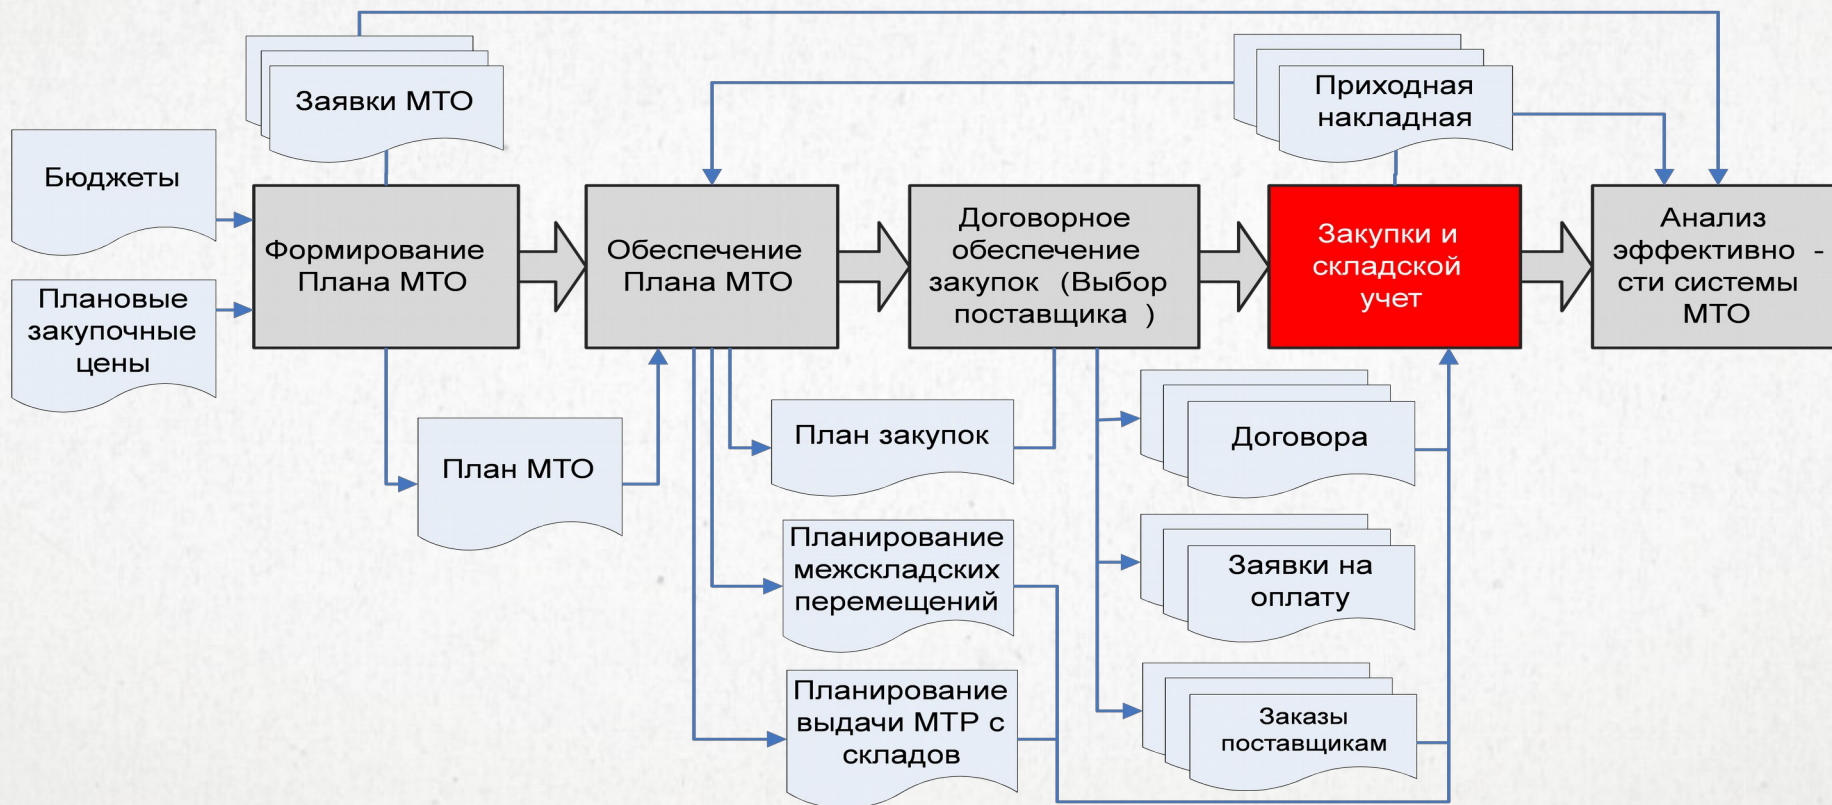 Заявки МТО
Приходная
накладная
Бюджеты
Плановые
закупочные
цены
Формирование
Плана МТО
Обеспечение
Плана МТО
Договорное
обеспечение
закупок (Выбор
поставщика )
Закупки и
складской
учет
Анализ
эффективно -
сти системы
МТО
План МТО
План закупок
Планирование
межскладских
перемещений
Планирование
выдачи МТР с
складов
Договора
Заявки на
оплату
Заказы
поставщикам